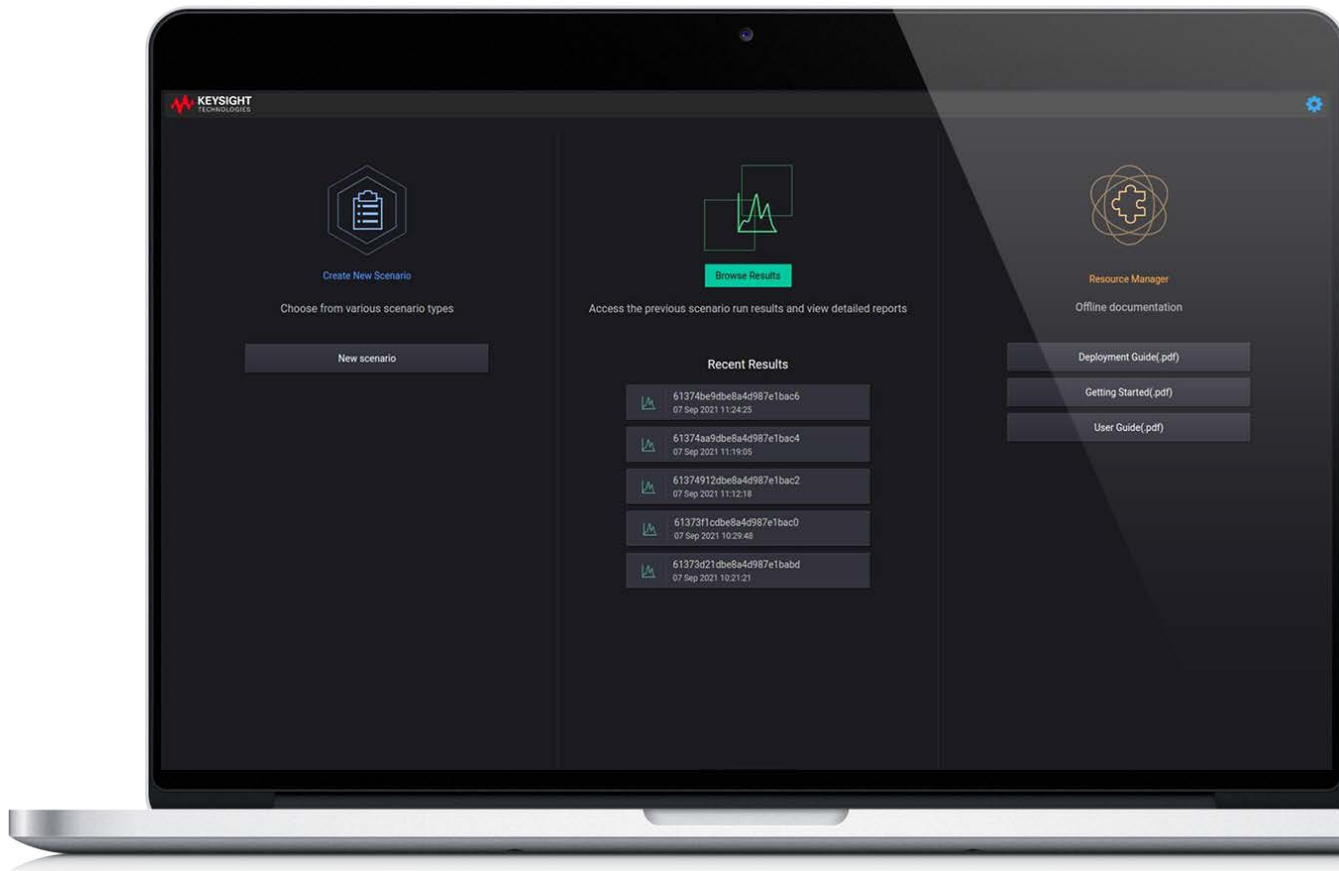 KEYSIGHT
TECHNOLOGIES
Create New Scenario
Choose from various scenario types
New scenario
Browse Results
Access the previous scenario run results and view detailed reports
Recent Results
61374be9dbe8a4d987e1bac6
07 Sep 2021 11:24:25
61374aa9dbe8a4d987e1bac4
07 Sep 2021 11:19:05
61374912dbe8a4d987e1bac2
07 Sep 2021 11:12:18
61373f1cdbe8a4d987e1bac0
07 Sep 2021 10:29:48
61373d21dbe8a4d987e1babd
07 Sep 2021 10:21:21
Resource Manager
Offline documentation
Deployment Guide(.pdf)
Getting Started(.pdf)
User Guide(.pdf)